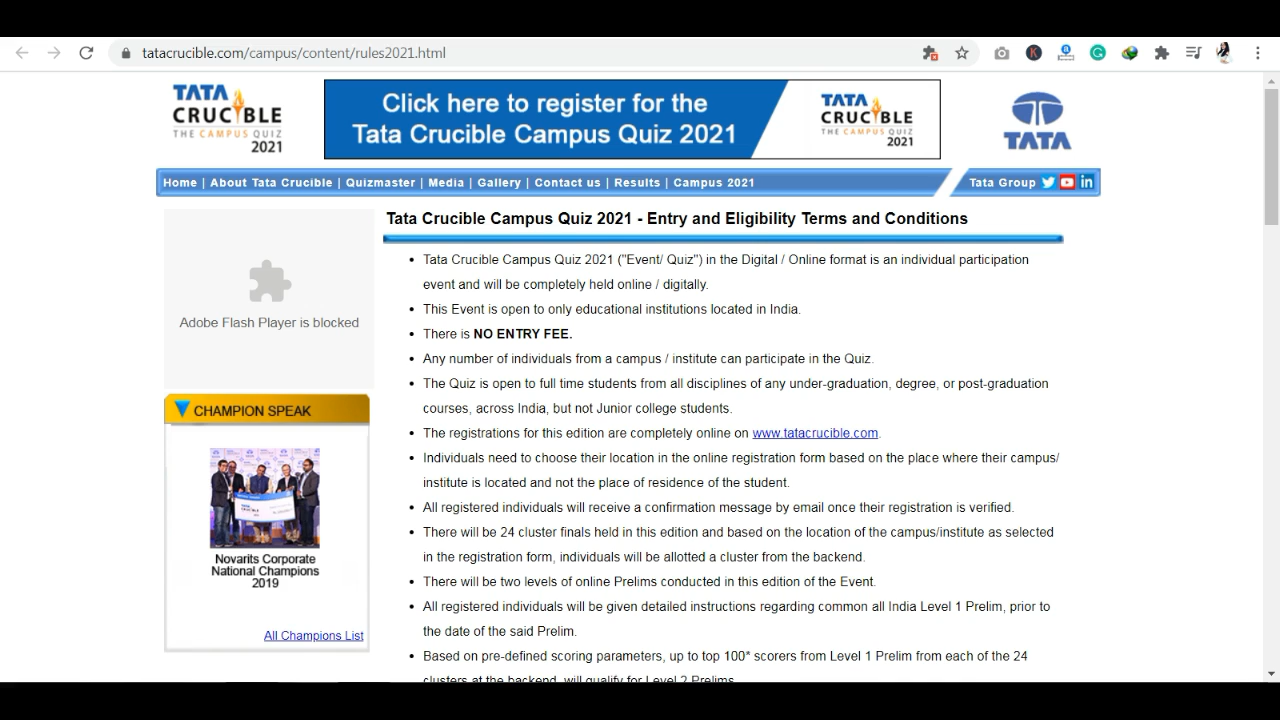 tatacrucible.com/campus/content/rules2021.html
TATA
CRUCIBLE
THE CAMPUS QUIZ
2021
Click here to register for the
Tata Crucible Campus Quiz 2021
TATA
CRUCIBLE
THE CAMPUS QUIZ
2021
TATA
Home | About Tata Crucible | Quizmaster | Media | Gallery | Contact us | Results | Campus 2021
Tata Group
Tata Crucible Campus Quiz 2021 - Entry and Eligibility Terms and Conditions
Adobe Flash Player is blocked
CHAMPION SPEAK
Novarits Corporate
National Champions
2019
All Champions List
• Tata Crucible Campus Quiz 2021 ("Event/ Quiz") in the Digital / Online format is an individual participation
event and will be completely held online / digitally.
• This Event is open to only educational institutions located in India.
• There is NO ENTRY FEE.
• Any number of individuals from a campus / institute can participate in the Quiz.
• The Quiz is open to full time students from all disciplines of any under-graduation, degree, or post-graduation
courses, across India, but not Junior college students.
• The registrations for this edition are completely online on www.tatacrucible.com.
• Individuals need to choose their location in the online registration form based on the place where their campus/
institute is located and not the place of residence of the student.
• All registered individuals will receive a confirmation message by email once their registration is verified.
• There will be 24 cluster finals held in this edition and based on the location of the campus/institute as selected
in the registration form, individuals will be allotted a cluster from the backend.
• There will be two levels of online Prelims conducted in this edition of the Event.
• All registered individuals will be given detailed instructions regarding common all India Level 1 Prelim, prior to
the date of the said Prelim.
• Based on pre-defined scoring parameters, up to top 100* scorers from Level 1 Prelim from each of the 24
clusters at the backend, will qualify for Level 2 Prelims